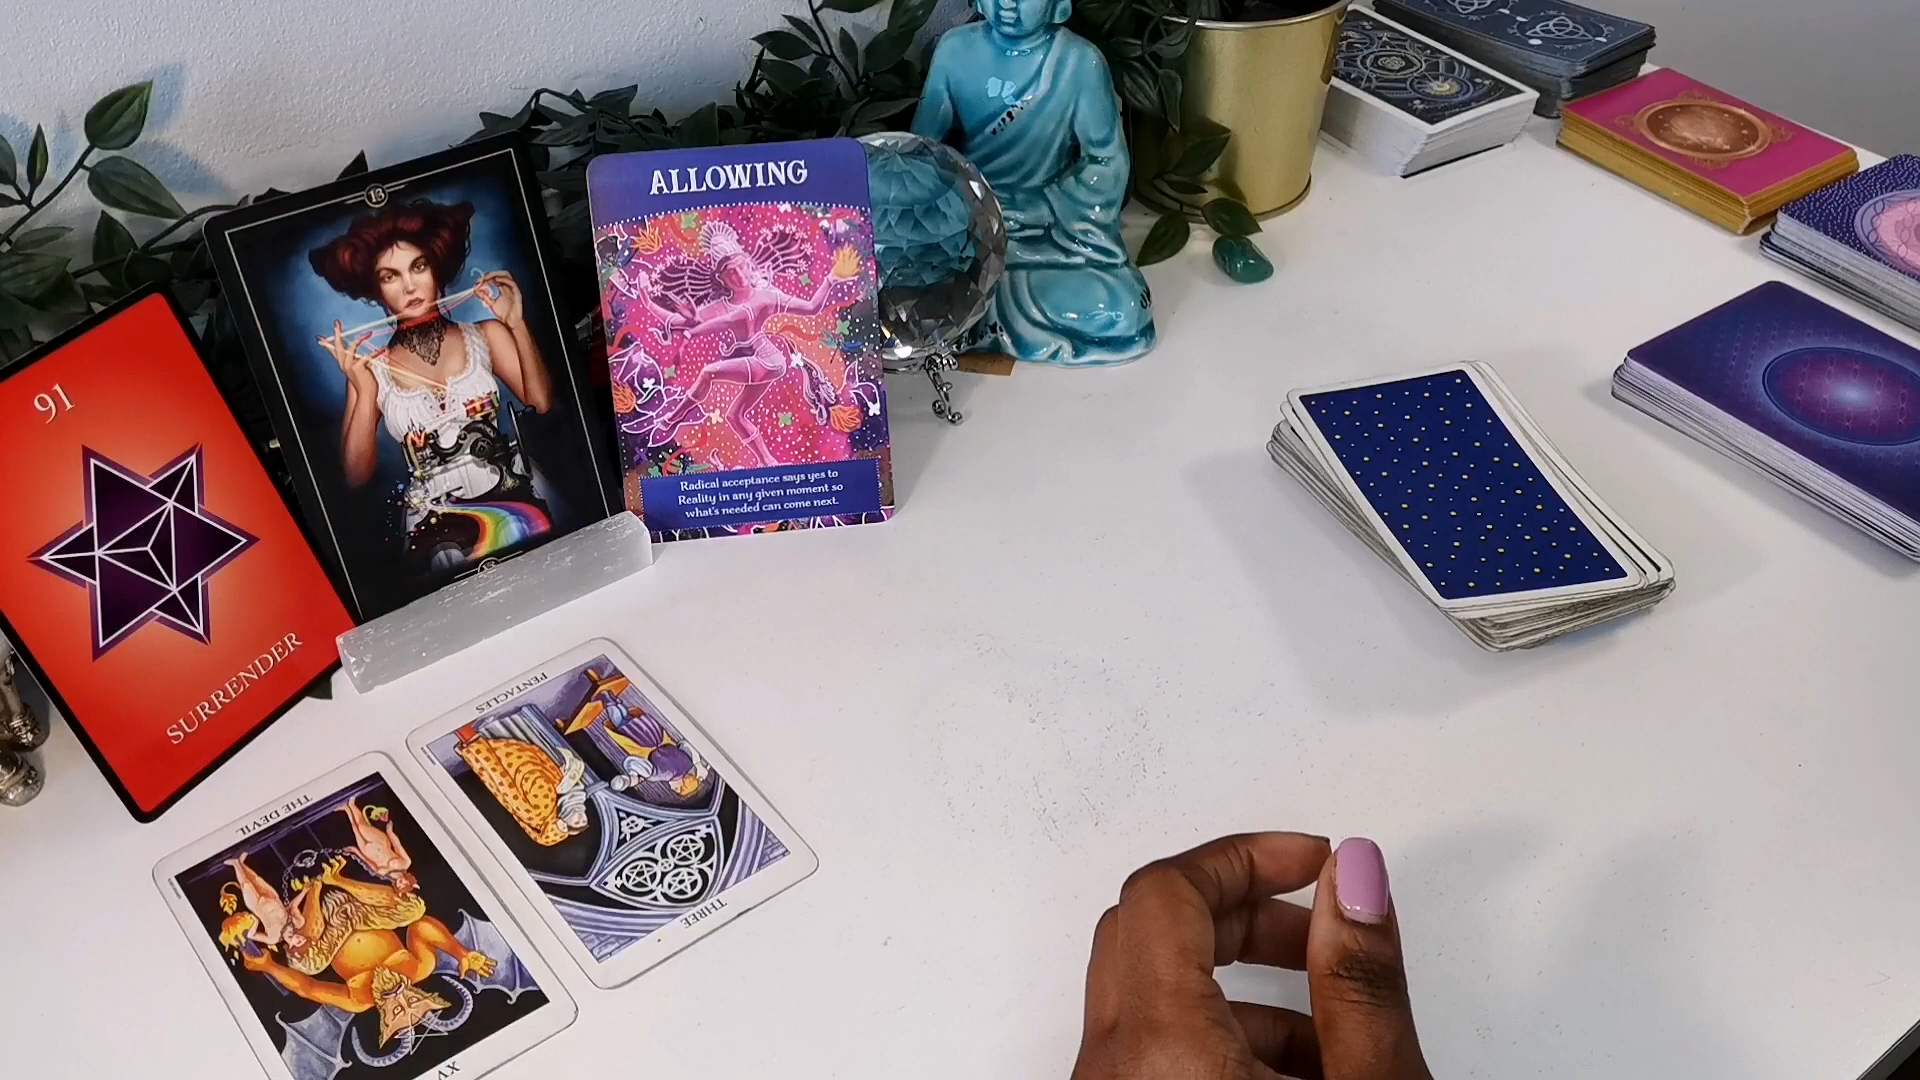 91
SURRENDER
13
ALLOWING
Radical acceptance says yes to
Reality in any given moment so
what's needed can come next.
THE DEVIL
XV
PENTACLES
THREE